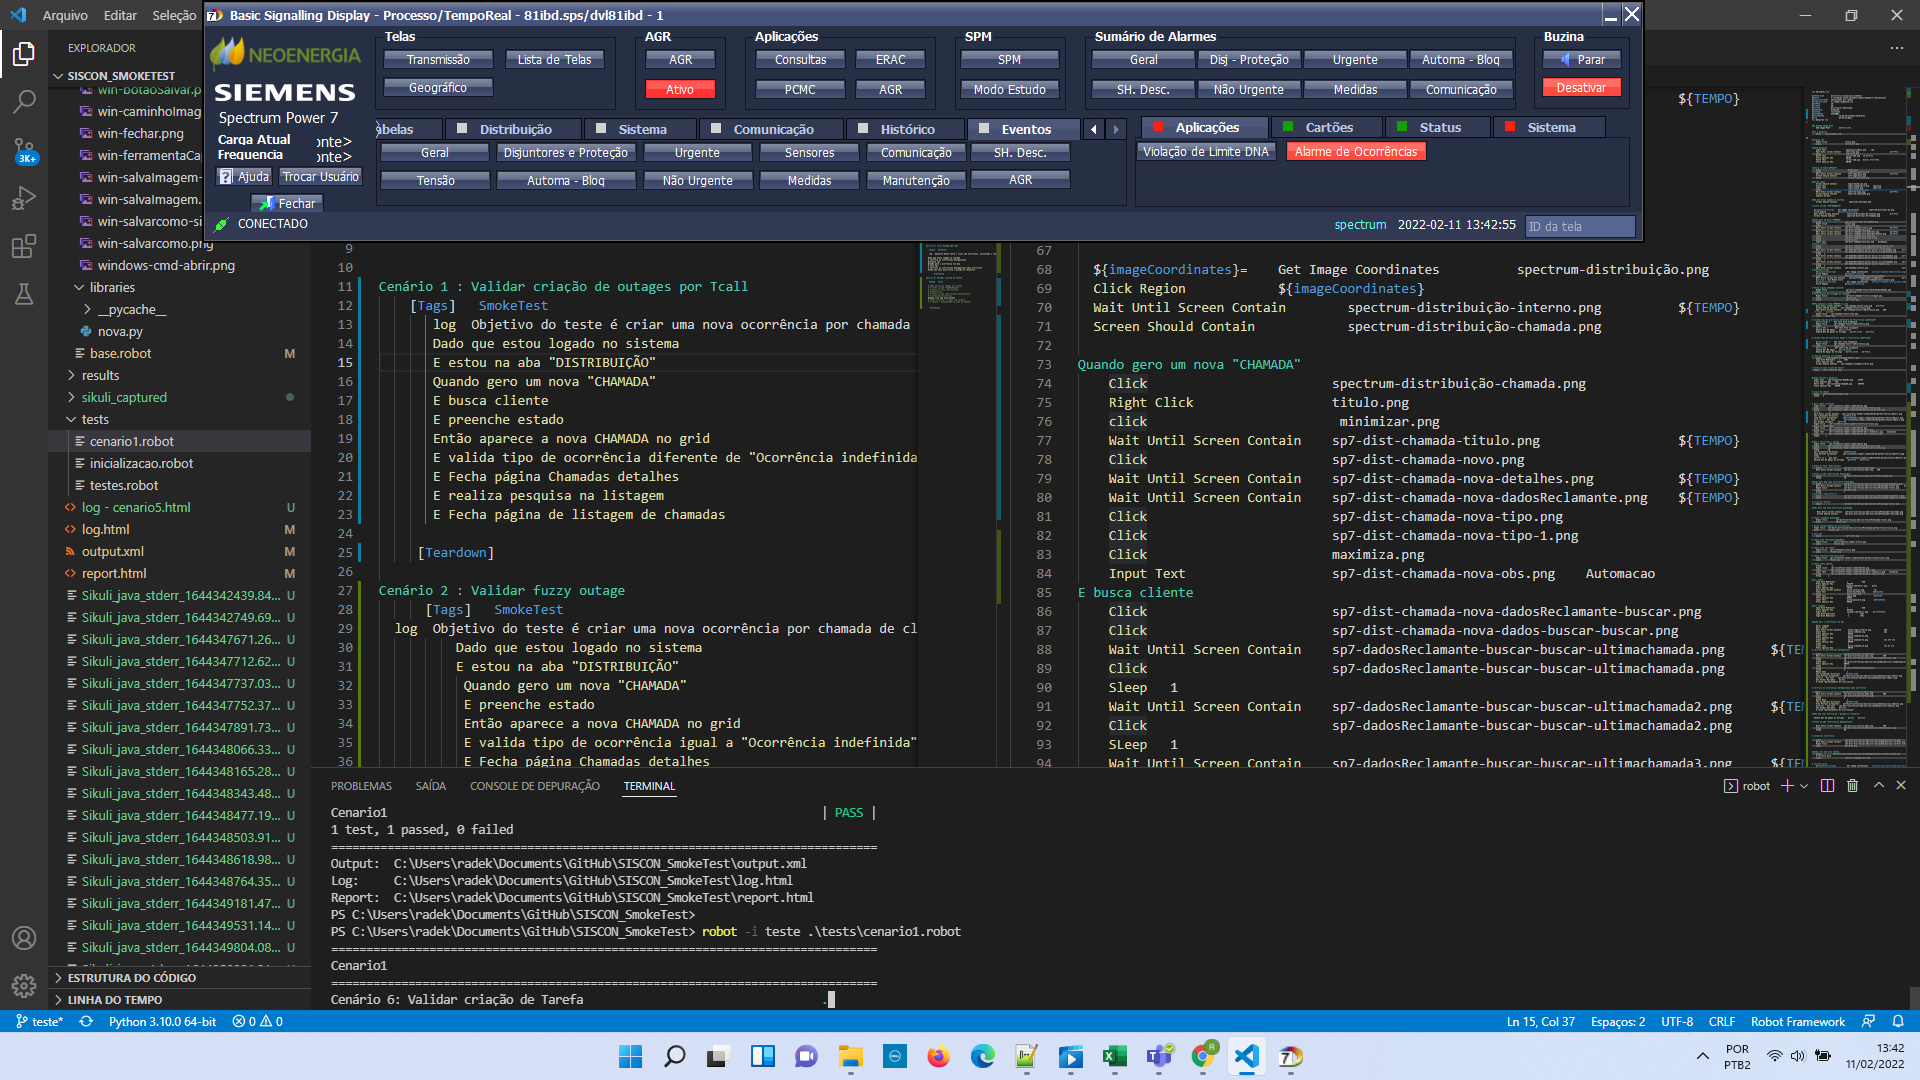 Arquivo Editar Seleção
Basic Signalling Display - Processo/TempoReal - 81ibd.sps/dvl81ibd - 1
NEOENERGIA
SIEMENS
Spectrum Power 7
Carga Atual onte>
Frequencia onte>
Ajuda Trocar Usuário
Fechar
CONECTADO
Telas
Transmissão Lista de Telas
Geográfico
AGR
AGR
Ativo
Aplicações
Consultas ERAC
PCMC AGR
SPM
SPM
Modo Estudo
Sumário de Alarmes
Geral Disj - Proteção Urgente Automa - Bloq
SH. Desc. Não Urgente Medidas Comunicação
Buzina
Parar
Desativar
abelas Distribuição Sistema Comunicação Histórico Eventos
Geral Disjuntores e Proteção Urgente Sensores Comunicação SH. Desc.
Tensão Automa - Bloq Não Urgente Medidas Manutenção AGR
Aplicações Cartões Status Sistema
Violação de Limite DNA Alarme de Ocorrências
spectrum 2022-02-11 13:42:55 ID da tela
EXPLORADOR
SISCON_SMOKETEST
win-botaoSalvar.p
win-caminhoImag
win-fechar.png
win-ferramentaCa
win-salvaImagem-
win-salvaImagem.
win-salvarcomo-si
win-salvarcomo.png
windows-cmd-abrir.png
libraries
__pycache__
nova.py
base.robot M
results
sikuli_captured
tests
cenario1.robot
inicializacao.robot
testes.robot
log - cenario5.html U
log.html M
output.xml M
report.html M
Sikuli_java_stderr_1644342439.84... U
Sikuli_java_stderr_1644342749.69... U
Sikuli_java_stderr_1644347671.26... U
Sikuli_java_stderr_1644347712.62... U
Sikuli_java_stderr_1644347737.03... U
Sikuli_java_stderr_1644347752.37... U
Sikuli_java_stderr_1644347891.73... U
Sikuli_java_stderr_1644348066.33... U
Sikuli_java_stderr_1644348165.28... U
Sikuli_java_stderr_1644348343.48... U
Sikuli_java_stderr_1644348477.19... U
Sikuli_java_stderr_1644348503.91... U
Sikuli_java_stderr_1644348618.98... U
Sikuli_java_stderr_1644348764.35... U
Sikuli_java_stderr_1644349181.47... U
Sikuli_java_stderr_1644349531.14... U
Sikuli_java_stderr_1644349804.08... U
ESTRUTURA DO CÓDIGO
LINHA DO TEMPO
3K+
9
10
11 Cenário 1 : Validar criação de outages por Tcall
12 [Tags] SmokeTest
13 log Objetivo do teste é criar uma nova ocorrência por chamada
14 Dado que estou logado no sistema
15 E estou na aba "DISTRIBUIÇÃO"
16 Quando gero um nova "CHAMADA"
17 E busca cliente
18 E preenche estado
19 Então aparece a nova CHAMADA no grid
20 E valida tipo de ocorrência diferente de "Ocorrência indefinida
21 E Fecha página Chamadas detalhes
22 E realiza pesquisa na listagem
23 E Fecha página de listagem de chamadas
24
25 [Teardown]
26
27 Cenário 2 : Validar fuzzy outage
28 [Tags] SmokeTest
29 log Objetivo do teste é criar uma nova ocorrência por chamada de cl
30 Dado que estou logado no sistema
31 E estou na aba "DISTRIBUIÇÃO"
32 Quando gero um nova "CHAMADA"
33 E preenche estado
34 Então aparece a nova CHAMADA no grid
35 E valida tipo de ocorrência igual a "Ocorrência indefinida"
36 E Fecha página Chamadas detalhes
${TEMPO}
67
68 ${imageCoordinates}= Get Image Coordinates spectrum-distribuição.png
69 Click Region ${imageCoordinates}
70 Wait Until Screen Contain spectrum-distribuição-interno.png ${TEMPO}
71 Screen Should Contain spectrum-distribuição-chamada.png
72
73 Quando gero um nova "CHAMADA"
74 Click spectrum-distribuição-chamada.png
75 Right Click titulo.png
76 click minimizar.png
77 Wait Until Screen Contain sp7-dist-chamada-titulo.png ${TEMPO}
78 Click sp7-dist-chamada-novo.png
79 Wait Until Screen Contain sp7-dist-chamada-nova-detalhes.png ${TEMPO}
80 Wait Until Screen Contain sp7-dist-chamada-nova-dadosReclamante.png ${TEMPO}
81 Click sp7-dist-chamada-nova-tipo.png
82 Click sp7-dist-chamada-nova-tipo-1.png
83 Click maximiza.png
84 Input Text sp7-dist-chamada-nova-obs.png Automacao
85 E busca cliente
86 Click sp7-dist-chamada-nova-dadosReclamante-buscar.png
87 Click sp7-dist-chamada-nova-dados-buscar-buscar.png
88 Wait Until Screen Contain sp7-dadosReclamante-buscar-buscar-ultimachamada.png ${TEM
89 Click sp7-dadosReclamante-buscar-buscar-ultimachamada.png
90 Sleep 1
91 Wait Until Screen Contain sp7-dadosReclamante-buscar-buscar-ultimachamada2.png ${TEM
92 Click sp7-dadosReclamante-buscar-buscar-ultimachamada2.png
93 SLeep 1
94 Wait Until Screen Contain sp7-dadosReclamante-buscar-buscar-ultimachamada3.png ${TEM
PROBLEMAS SAÍDA CONSOLE DE DEPURAÇÃO TERMINAL robot
Cenario1 | PASS |
1 test, 1 passed, 0 failed
==============================================================================
Output: C:\Users\radek\Documents\GitHub\SISCON_SmokeTest\output.xml
Log: C:\Users\radek\Documents\GitHub\SISCON_SmokeTest\log.html
Report: C:\Users\radek\Documents\GitHub\SISCON_SmokeTest\report.html
PS C:\Users\radek\Documents\GitHub\SISCON_SmokeTest>
PS C:\Users\radek\Documents\GitHub\SISCON_SmokeTest> robot -i teste .\tests\cenario1.robot
==============================================================================
Cenario1
==============================================================================
Cenário 6: Validar criação de Tarefa .
teste* Python 3.10.0 64-bit 0 0 Ln 15, Col 37 Espaços: 2 UTF-8 CRLF Robot Framework
POR
PTB2
13:42
11/02/2022